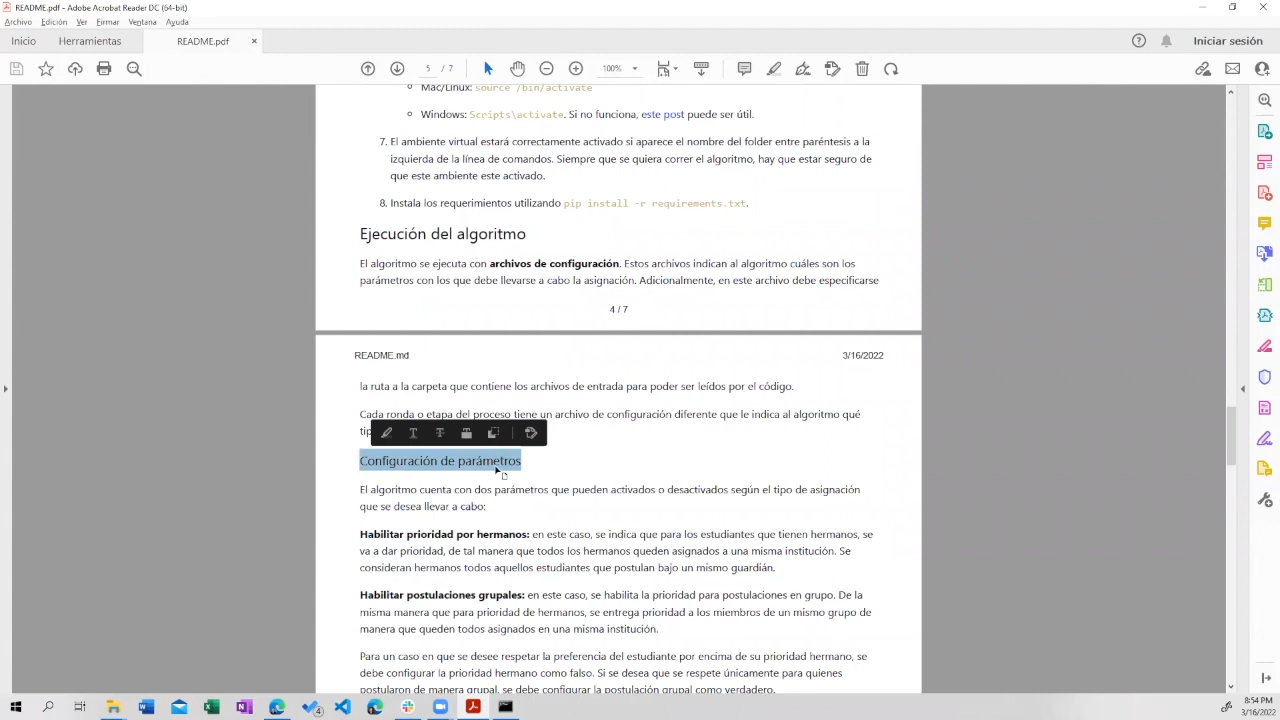 README.pdf - Adobe Acrobat Reader DC (64-bit)
Archivo Edición Ver Firmar Ventana Ayuda
Inicio Herramientas README.pdf × Iniciar sesión
5 / 7 100%
Mac/Linux: source /bin/activate
Windows: Scripts\activate. Si no funciona, este post puede ser útil.
7. El ambiente virtual estará correctamente activado si aparece el nombre del folder entre paréntesis a la
izquierda de la línea de comandos. Siempre que se quiera correr el algoritmo, hay que estar seguro de
que este ambiente este activado.
8. Instala los requerimientos utilizando pip install -r requirements.txt.
Ejecución del algoritmo
El algoritmo se ejecuta con archivos de configuración. Estos archivos indican al algoritmo cuáles son los
parámetros con los que debe llevarse a cabo la asignación. Adicionalmente, en este archivo debe especificarse
4 / 7
README.md 3/16/2022
la ruta a la carpeta que contiene los archivos de entrada para poder ser leídos por el código.
Cada ronda o etapa del proceso tiene un archivo de configuración diferente que le indica al algoritmo qué
Configuración de parámetros
El algoritmo cuenta con dos parámetros que pueden activados o desactivados según el tipo de asignación
que se desea llevar a cabo:
Habilitar prioridad por hermanos: en este caso, se indica que para los estudiantes que tienen hermanos, se
va a dar prioridad, de tal manera que todos los hermanos queden asignados a una misma institución. Se
consideran hermanos todos aquellos estudiantes que postulan bajo un mismo guardián.
Habilitar postulaciones grupales: en este caso, se habilita la prioridad para postulaciones en grupo. De la
misma manera que para prioridad de hermanos, se entrega prioridad a los miembros de un mismo grupo de
manera que queden todos asignados en una misma institución.
Para un caso en que se desee respetar la preferencia del estudiante por encima de su prioridad hermano, se
debe configurar la prioridad hermano como falso. Si se desea que se respete únicamente para quienes
postularon de manera grupal, se debe configurar la postulación grupal como verdadero.
8:54 PM
3/16/2022